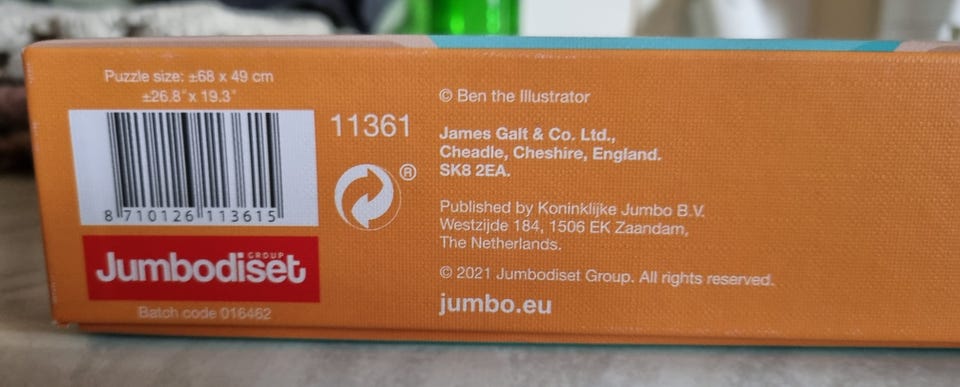 Puzzle size: ±68 x 49 cm
±26.8" x 19.3"
8 710126 113615
GROUP
Jumbodiset
Batch code 016462
11361
®
© Ben the Illustrator
James Galt & Co. Ltd.,
Cheadle, Cheshire, England.
SK8 2EA.
Published by Koninklijke Jumbo B.V.
Westzijde 184, 1506 EK Zaandam,
The Netherlands.
© 2021 Jumbodiset Group. All rights reserved.
jumbo.eu